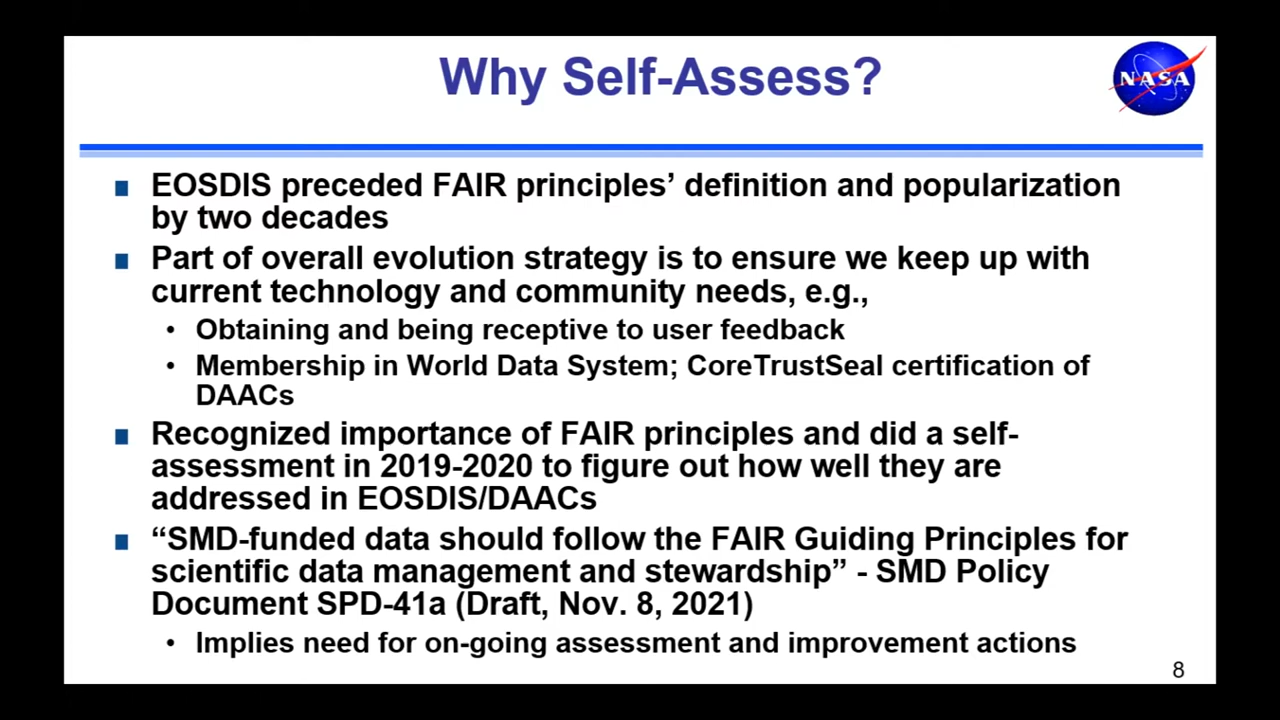 Why Self-Assess?
NASA
EOSDIS preceded FAIR principles’ definition and popularization
by two decades
Part of overall evolution strategy is to ensure we keep up with
current technology and community needs, e.g.,
• Obtaining and being receptive to user feedback
• Membership in World Data System; CoreTrustSeal certification of
DAACs
Recognized importance of FAIR principles and did a self-
assessment in 2019-2020 to figure out how well they are
addressed in EOSDIS/DAACs
“SMD-funded data should follow the FAIR Guiding Principles for
scientific data management and stewardship” - SMD Policy
Document SPD-41a (Draft, Nov. 8, 2021)
• Implies need for on-going assessment and improvement actions
8